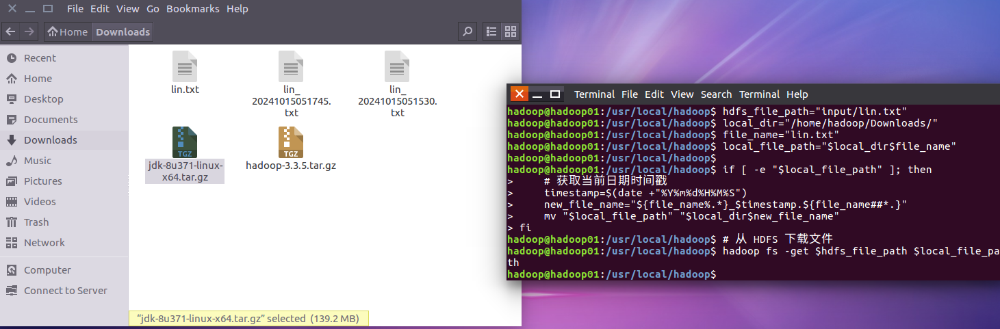 File Edit View Go Bookmarks Help
Home Downloads
Recent
Home
Desktop
Documents
Downloads
Music
Pictures
Videos
Trash
Network
Computer
Connect to Server
lin.txt
lin_
20241015051745.
txt
lin_
20241015051530.
txt
TGZ
jdk-8u371-linux-
x64.tar.gz
TGZ
hadoop-3.3.5.tar.gz
“jdk-8u371-linux-x64.tar.gz” selected (139.2 MB)
Terminal File Edit View Search Terminal Help
hadoop@hadoop01:/usr/local/hadoop$ hdfs_file_path="input/lin.txt"
hadoop@hadoop01:/usr/local/hadoop$ local_dir="/home/hadoop/Downloads/"
hadoop@hadoop01:/usr/local/hadoop$ file_name="lin.txt"
hadoop@hadoop01:/usr/local/hadoop$ local_file_path="$local_dir$file_name"
hadoop@hadoop01:/usr/local/hadoop$
hadoop@hadoop01:/usr/local/hadoop$ if [ -e "$local_file_path" ]; then
>     # 获取当前日期时间戳
>     timestamp=$(date +"%Y%m%d%H%M%S")
>     new_file_name="${file_name%.*}_$timestamp.${file_name##*.}"
>     mv "$local_file_path" "$local_dir$new_file_name"
> fi
hadoop@hadoop01:/usr/local/hadoop$ # 从 HDFS 下载文件
hadoop@hadoop01:/usr/local/hadoop$ hadoop fs -get $hdfs_file_path $local_file_pa
th
hadoop@hadoop01:/usr/local/hadoop$